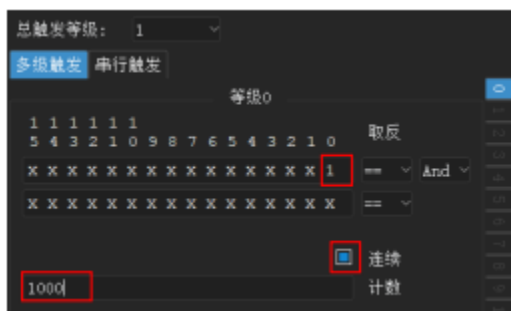 总触发等级: 1
多级触发 串行触发
等级0
1 1 1 1 1 1
5 4 3 2 1 0 9 8 7 6 5 4 3 2 1 0 取反
X X X X X X X X X X X X X X X 1 == And
X X X X X X X X X X X X X X X X ==
连续
1000 计数
0